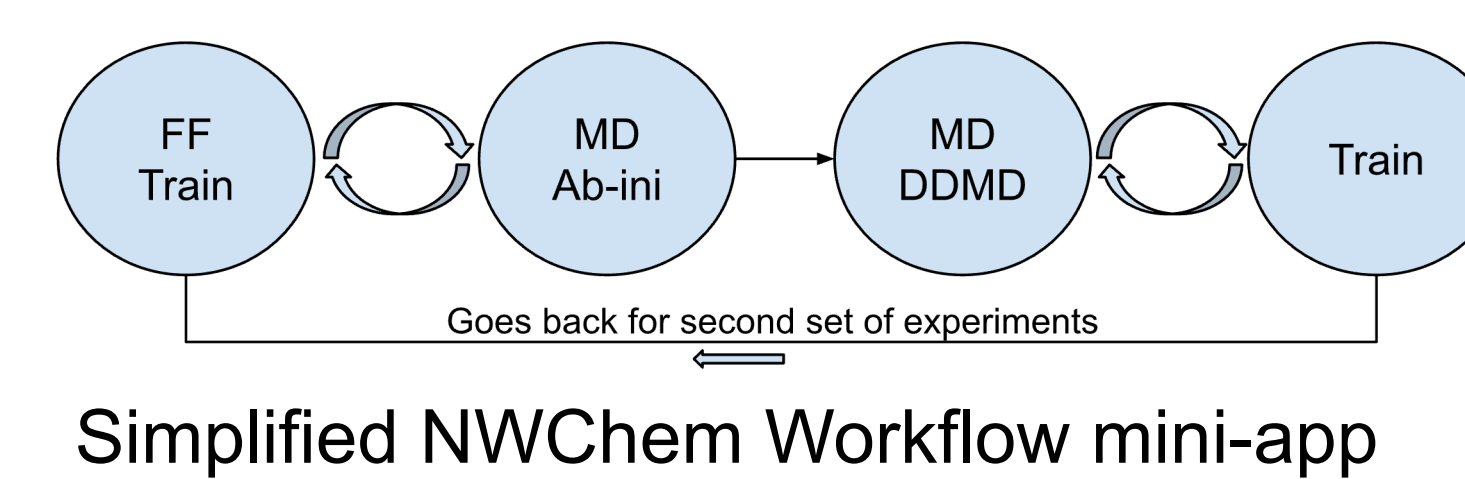 FF
Train
MD
Ab-ini
MD
DDMD
Train
Goes back for second set of experiments
Simplified NWChem Workflow mini-app